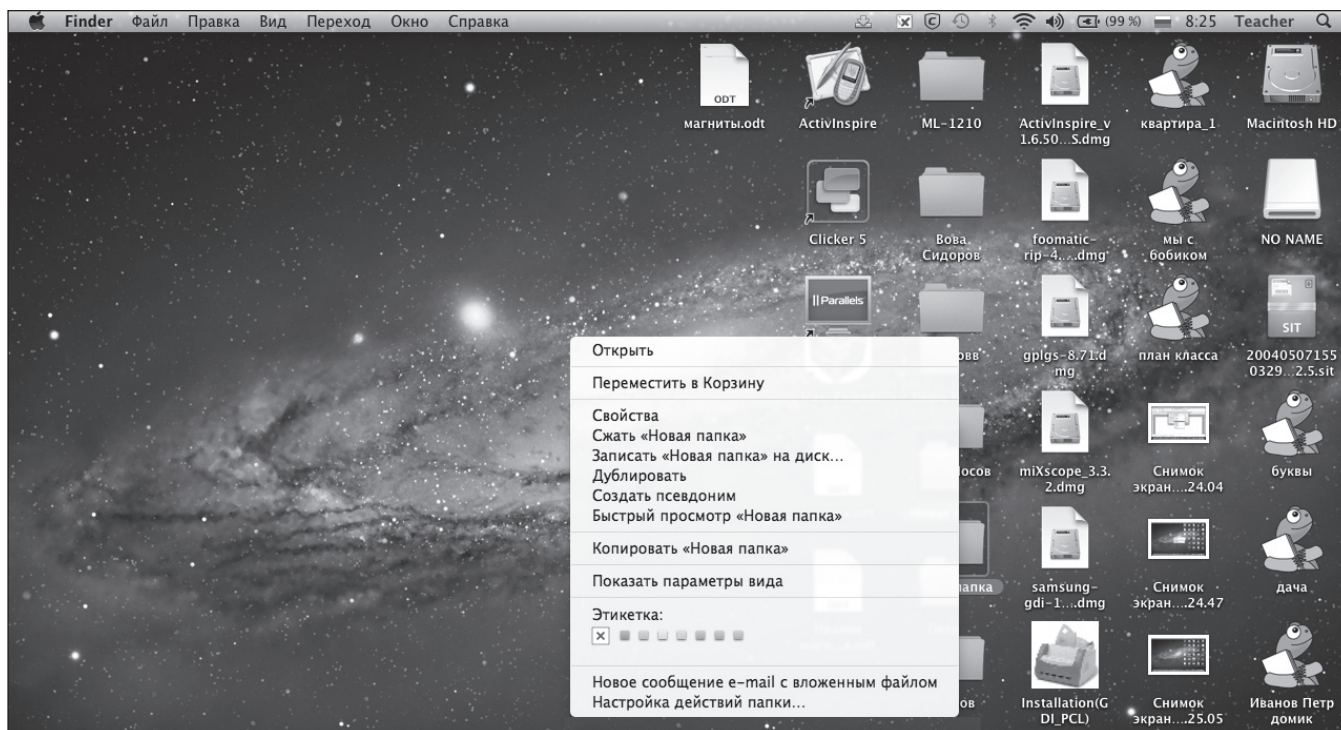 Finder Файл Правка Вид Переход Окно Справка (99 %) 8:25 Teacher
ODT
магниты.odt
ActivInspire
ML-1210
ActivInspire_v
1.6.50...S.dmg
квартира_1
Macintosh HD
Clicker 5
Вова
Сидоров
foomatic-
rip-4....dmg
мы с
бобиком
NO NAME
|| Parallels
овв
gplgs-8.71.d
mg
план класса
SIT
20040507155
0329...2.5.sit
Открыть
Переместить в Корзину
Свойства
Сжать «Новая папка»
Записать «Новая папка» на диск...
Дублировать
Создать псевдоним
Быстрый просмотр «Новая папка»
Копировать «Новая папка»
Показать параметры вида
Этикетка:
Новое сообщение e-mail с вложенным файлом
Настройка действий папки...
осов
miXscope_3.3.
2.dmg
Снимок
экран....24.04
буквы
апка
samsung-
gdi-1....dmg
Снимок
экран....24.47
дача
ов
Installation(G
DI_PCL)
Снимок
экран....25.05
Иванов Петр
домик